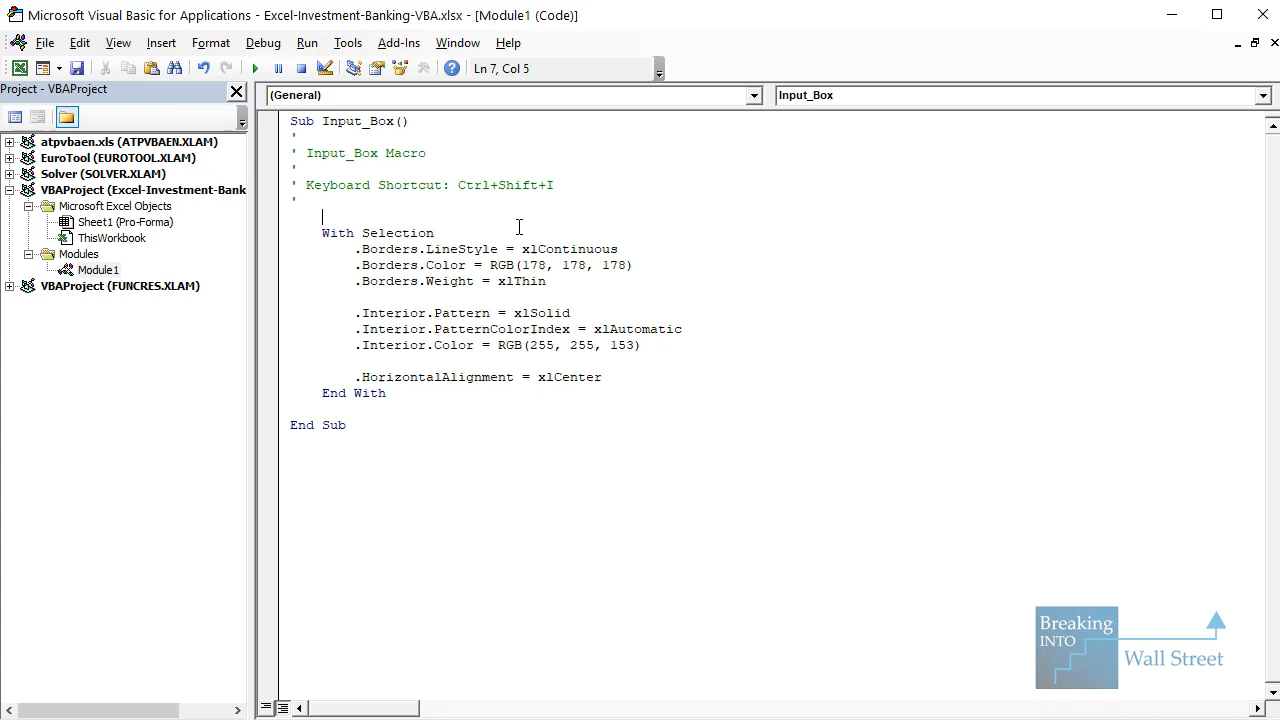 Microsoft Visual Basic for Applications - Excel-Investment-Banking-VBA.xlsx - [Module1 (Code)]
File Edit View Insert Format Debug Run Tools Add-Ins Window Help
Ln 7, Col 5
Project - VBAProject
atpvbaen.xls (ATPVBAEN.XLAM)
EuroTool (EUROTOOL.XLAM)
Solver (SOLVER.XLAM)
VBAProject (Excel-Investment-Bank
Microsoft Excel Objects
Sheet1 (Pro-Forma)
ThisWorkbook
Modules
Module1
VBAProject (FUNCRES.XLAM)
(General)
Input_Box
Sub Input_Box()
'
' Input_Box Macro
'
' Keyboard Shortcut: Ctrl+Shift+I
'
With Selection
.Borders.LineStyle = xlContinuous
.Borders.Color = RGB(178, 178, 178)
.Borders.Weight = xlThin
.Interior.Pattern = xlSolid
.Interior.PatternColorIndex = xlAutomatic
.Interior.Color = RGB(255, 255, 153)
.HorizontalAlignment = xlCenter
End With
End Sub
Breaking
INTO
Wall Street